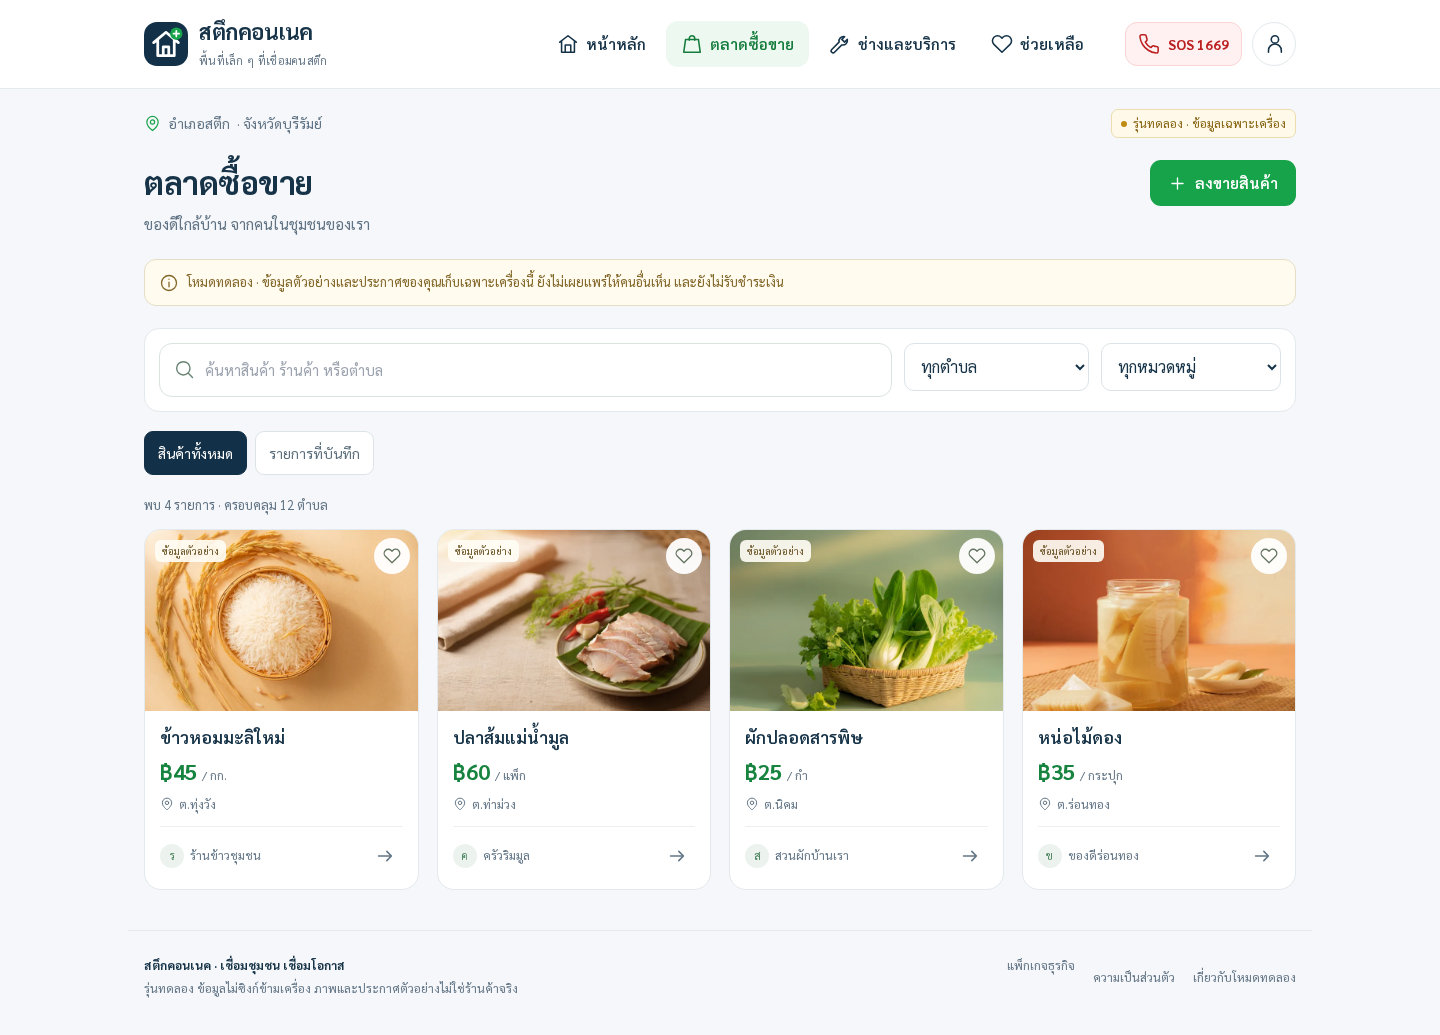 สตึกคอนเนค
พื้นที่เล็ก ๆ ที่เชื่อมคนสตึก
หน้าหลัก
ตลาดซื้อขาย
ช่างและบริการ
ช่วยเหลือ
SOS 1669
อำเภอสตึก · จังหวัดบุรีรัมย์
รุ่นทดลอง · ข้อมูลเฉพาะเครื่อง
ตลาดซื้อขาย
ลงขายสินค้า
ของดีใกล้บ้าน จากคนในชุมชนของเรา
โหมดทดลอง · ข้อมูลตัวอย่างและประกาศของคุณเก็บเฉพาะเครื่องนี้ ยังไม่เผยแพร่ให้คนอื่นเห็น และยังไม่รับชำระเงิน
ค้นหาสินค้า ร้านค้า หรือตำบล
ทุกตำบล
ทุกหมวดหมู่
สินค้าทั้งหมด
รายการที่บันทึก
พบ 4 รายการ · ครอบคลุม 12 ตำบล
ข้อมูลตัวอย่าง
ข้าวหอมมะลิใหม่
฿45 / กก.
ต.ทุ่งวัง
ร ร้านข้าวชุมชน
ข้อมูลตัวอย่าง
ปลาส้มแม่น้ำมูล
฿60 / แพ็ก
ต.ท่าม่วง
ค ครัวริมมูล
ข้อมูลตัวอย่าง
ผักปลอดสารพิษ
฿25 / กำ
ต.นิคม
ส สวนผักบ้านเรา
ข้อมูลตัวอย่าง
หน่อไม้ดอง
฿35 / กระปุก
ต.ร่อนทอง
ข ของดีร่อนทอง
สตึกคอนเนค · เชื่อมชุมชน เชื่อมโอกาส
รุ่นทดลอง ข้อมูลไม่ซิงก์ข้ามเครื่อง ภาพและประกาศตัวอย่างไม่ใช่ร้านค้าจริง
แพ็กเกจธุรกิจ
ความเป็นส่วนตัว
เกี่ยวกับโหมดทดลอง